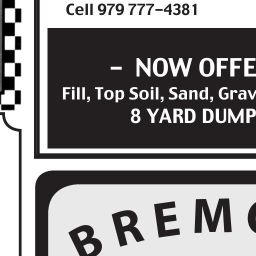 Cell 979 777-4381
- NOW OFFE
Fill, Top Soil, Sand, Grav
8 YARD DUMP
BREMO